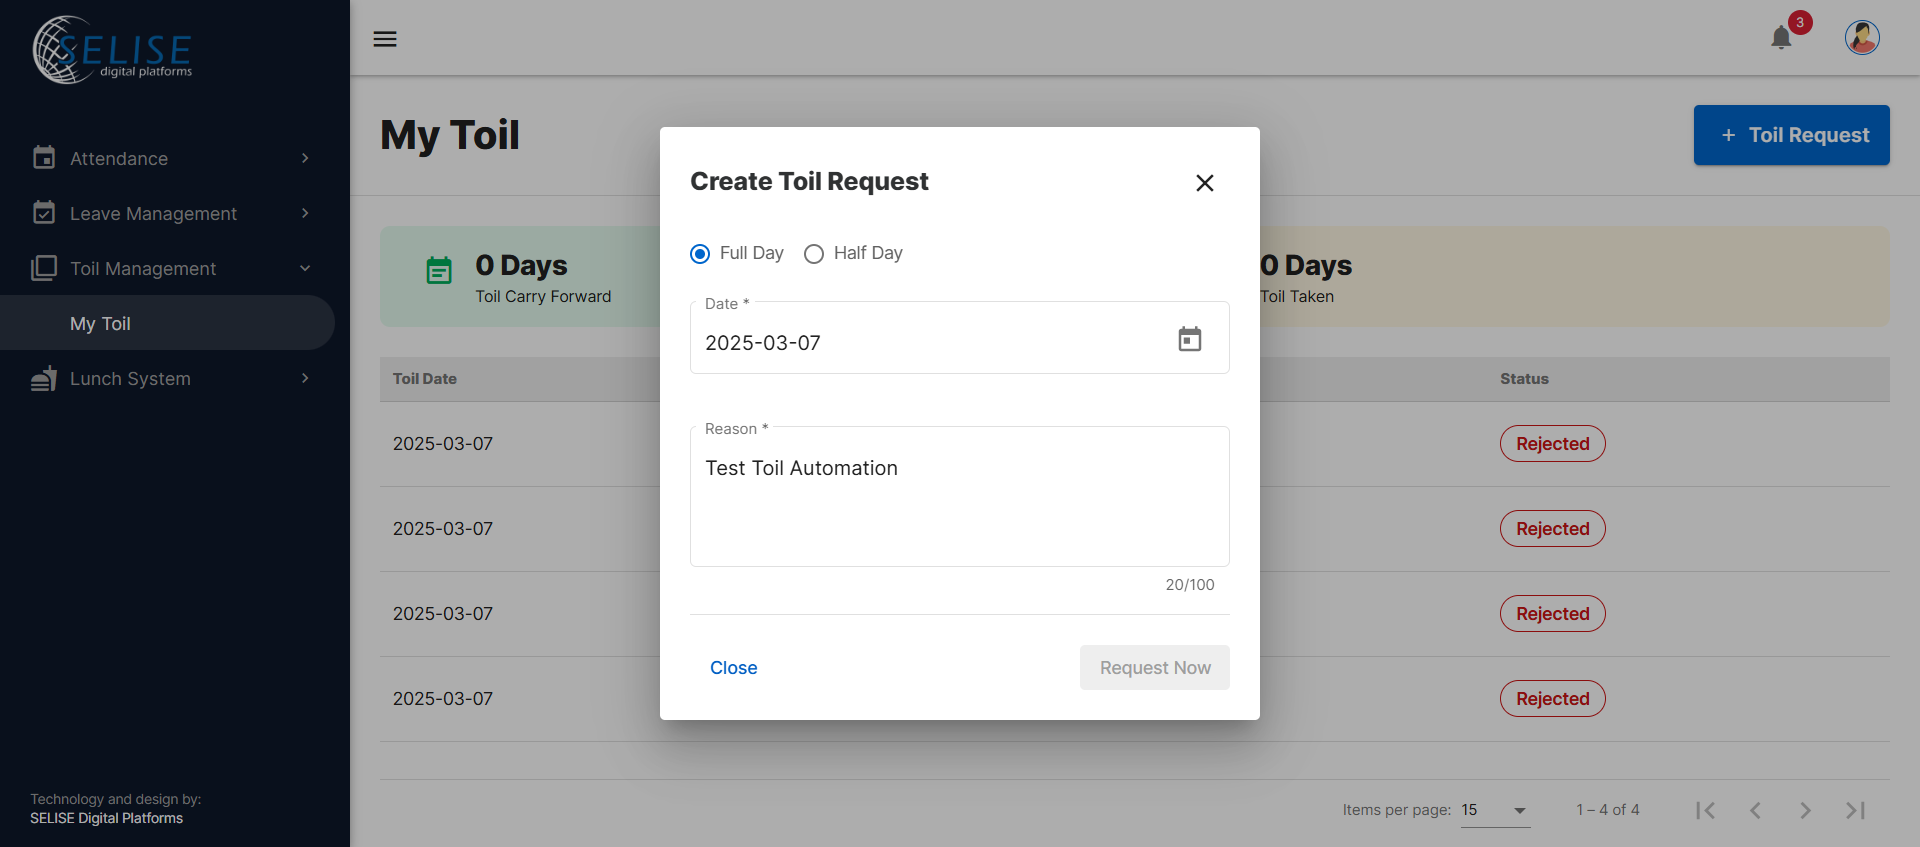 SELISE
digital platforms
3
Attendance
Leave Management
Toil Management
My Toil
Lunch System
Technology and design by:
SELISE Digital Platforms
My Toil
+ Toil Request
0 Days
Toil Carry Forward
0 Days
Toil Taken
Toil Date
Status
2025-03-07
Rejected
2025-03-07
Rejected
2025-03-07
Rejected
2025-03-07
Rejected
Items per page: 15
1 – 4 of 4
Create Toil Request
Full Day
Half Day
Date *
2025-03-07
Reason *
Test Toil Automation
20/100
Close
Request Now